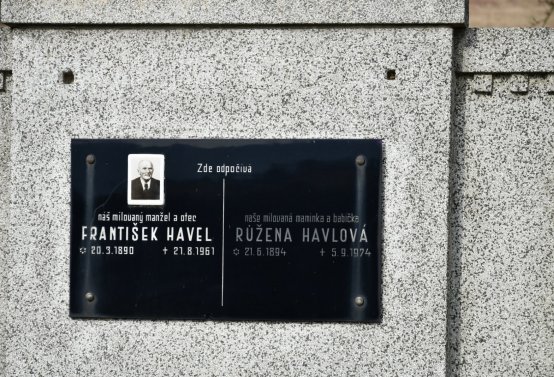 Zde odpočívá
náš milovaný manžel a otec
FRANTIŠEK HAVEL
✩ 20.3.1890 ✝ 21.8.1961
naše milovaná maminka a babička
RŮŽENA HAVLOVÁ
✩ 21.6.1894 ✝ 5.9.1974